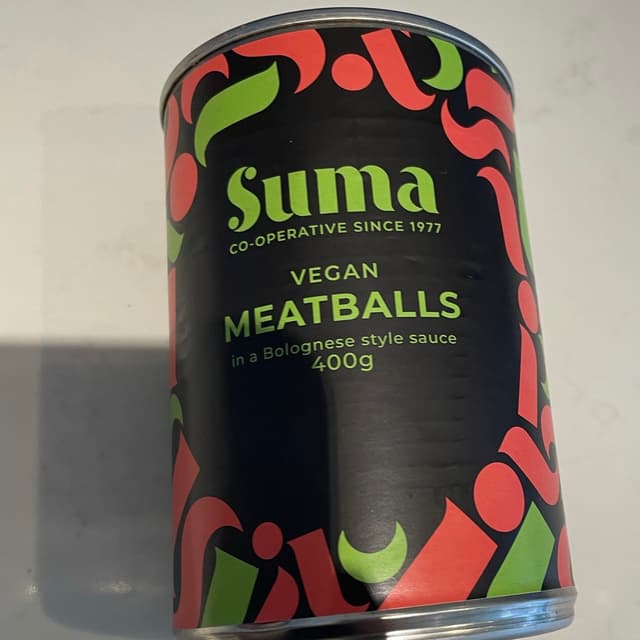 Suma
CO-OPERATIVE SINCE 1977
VEGAN
MEATBALLS
in a Bolognese style sauce
400g